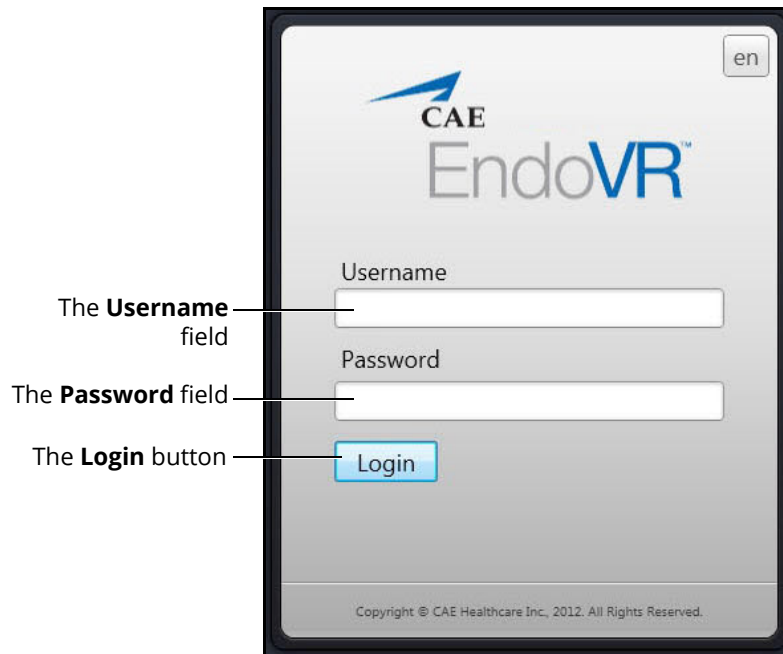 en
CAE
EndoVR™
Username
The Username
field
Password
The Password field
The Login button
Login
Copyright © CAE Healthcare Inc., 2012. All Rights Reserved.